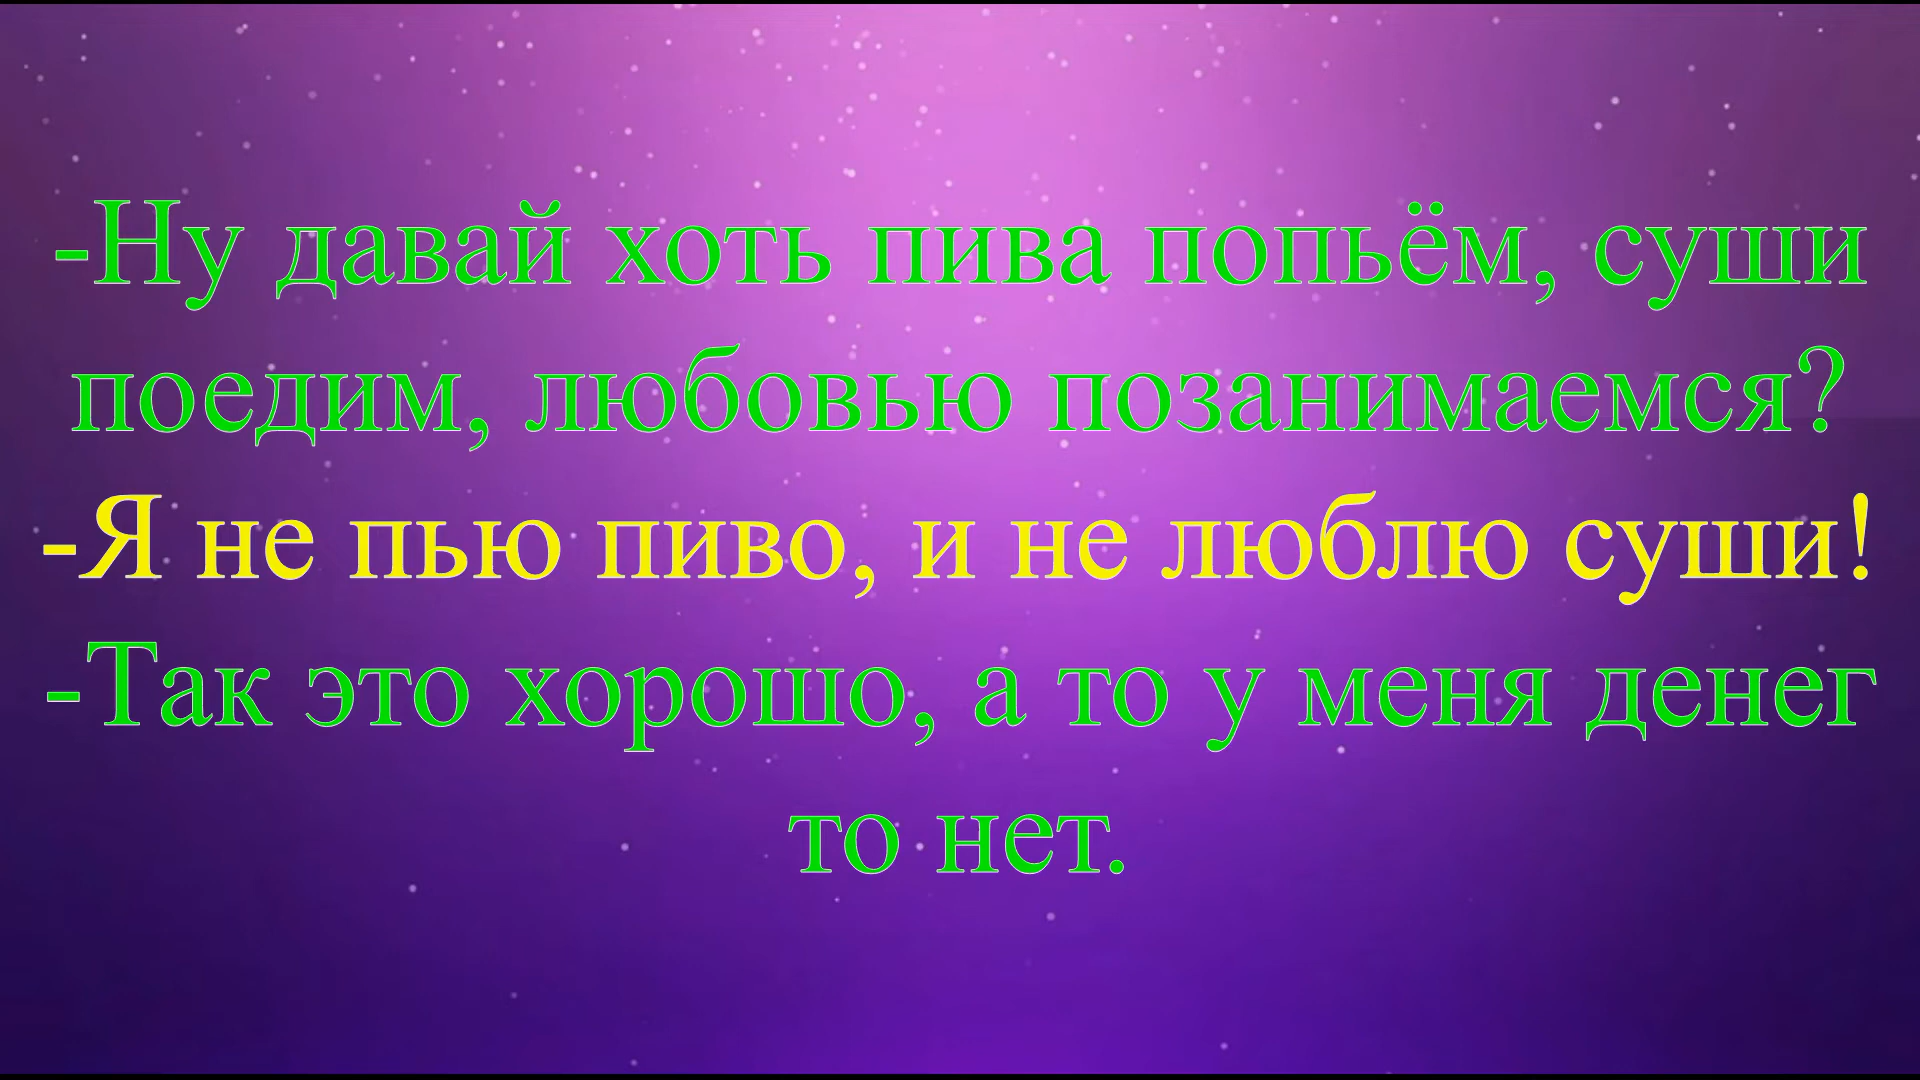 -Ну давай хоть пива попьём, суши
поедим, любовью позанимаемся?
-Я не пью пиво, и не люблю суши!
-Так это хорошо, а то у меня денег
то нет.